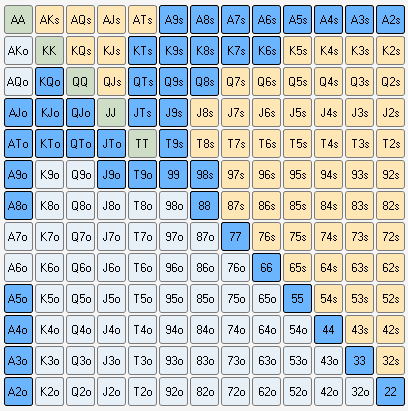 AA AKs AQs AJs ATs A9s A8s A7s A6s A5s A4s A3s A2s
AKo KK KQs KJs KTs K9s K8s K7s K6s K5s K4s K3s K2s
AQo KQo QQ QJs QTs Q9s Q8s Q7s Q6s Q5s Q4s Q3s Q2s
AJo KJo QJo JJ JTs J9s J8s J7s J6s J5s J4s J3s J2s
ATo KTo QTo JTo TT T9s T8s T7s T6s T5s T4s T3s T2s
A9o K9o Q9o J9o T9o 99 98s 97s 96s 95s 94s 93s 92s
A8o K8o Q8o J8o T8o 98o 88 87s 86s 85s 84s 83s 82s
A7o K7o Q7o J7o T7o 97o 87o 77 76s 75s 74s 73s 72s
A6o K6o Q6o J6o T6o 96o 86o 76o 66 65s 64s 63s 62s
A5o K5o Q5o J5o T5o 95o 85o 75o 65o 55 54s 53s 52s
A4o K4o Q4o J4o T4o 94o 84o 74o 64o 54o 44 43s 42s
A3o K3o Q3o J3o T3o 93o 83o 73o 63o 53o 43o 33 32s
A2o K2o Q2o J2o T2o 92o 82o 72o 62o 52o 42o 32o 22